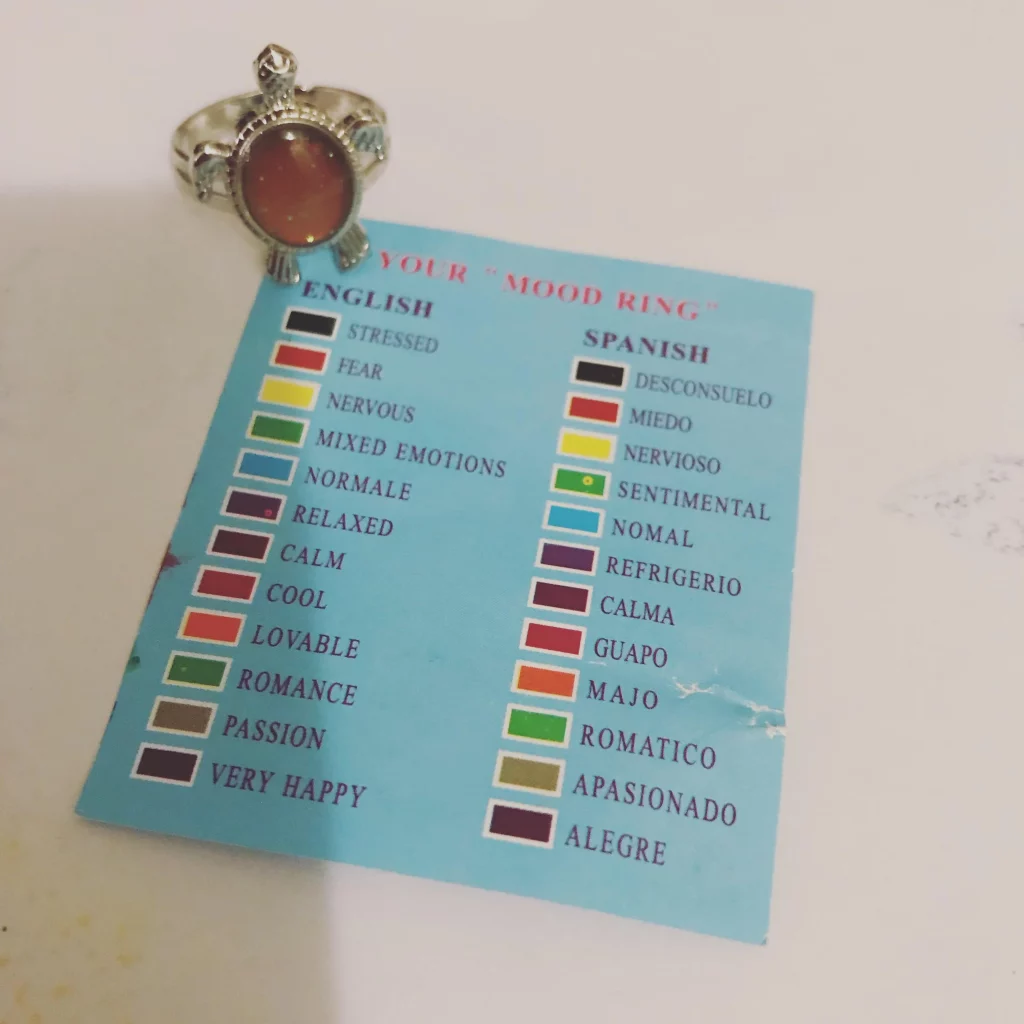 YOUR "MOOD RING"
ENGLISH
STRESSED
FEAR
NERVOUS
MIXED EMOTIONS
NORMALE
RELAXED
CALM
COOL
LOVABLE
ROMANCE
PASSION
VERY HAPPY
SPANISH
DESCONSUELO
MIEDO
NERVIOSO
SENTIMENTAL
NOMAL
REFRIGERIO
CALMA
GUAPO
MAJO
ROMATICO
APASIONADO
ALEGRE